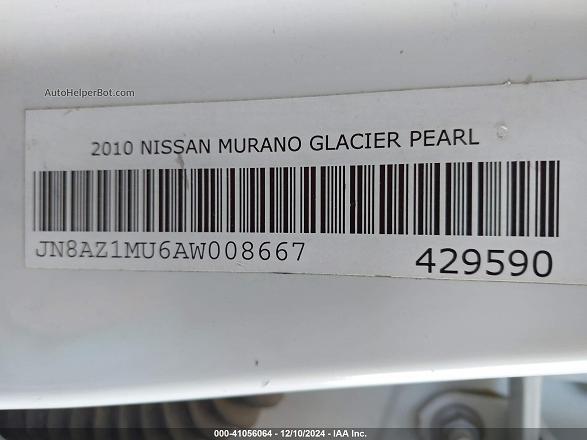 AutoHelperBot.com
2010 NISSAN MURANO GLACIER PEARL
JN8AZ1MU6AW008667
429590
000-41056064 - 12/10/2024 - IAA Inc.